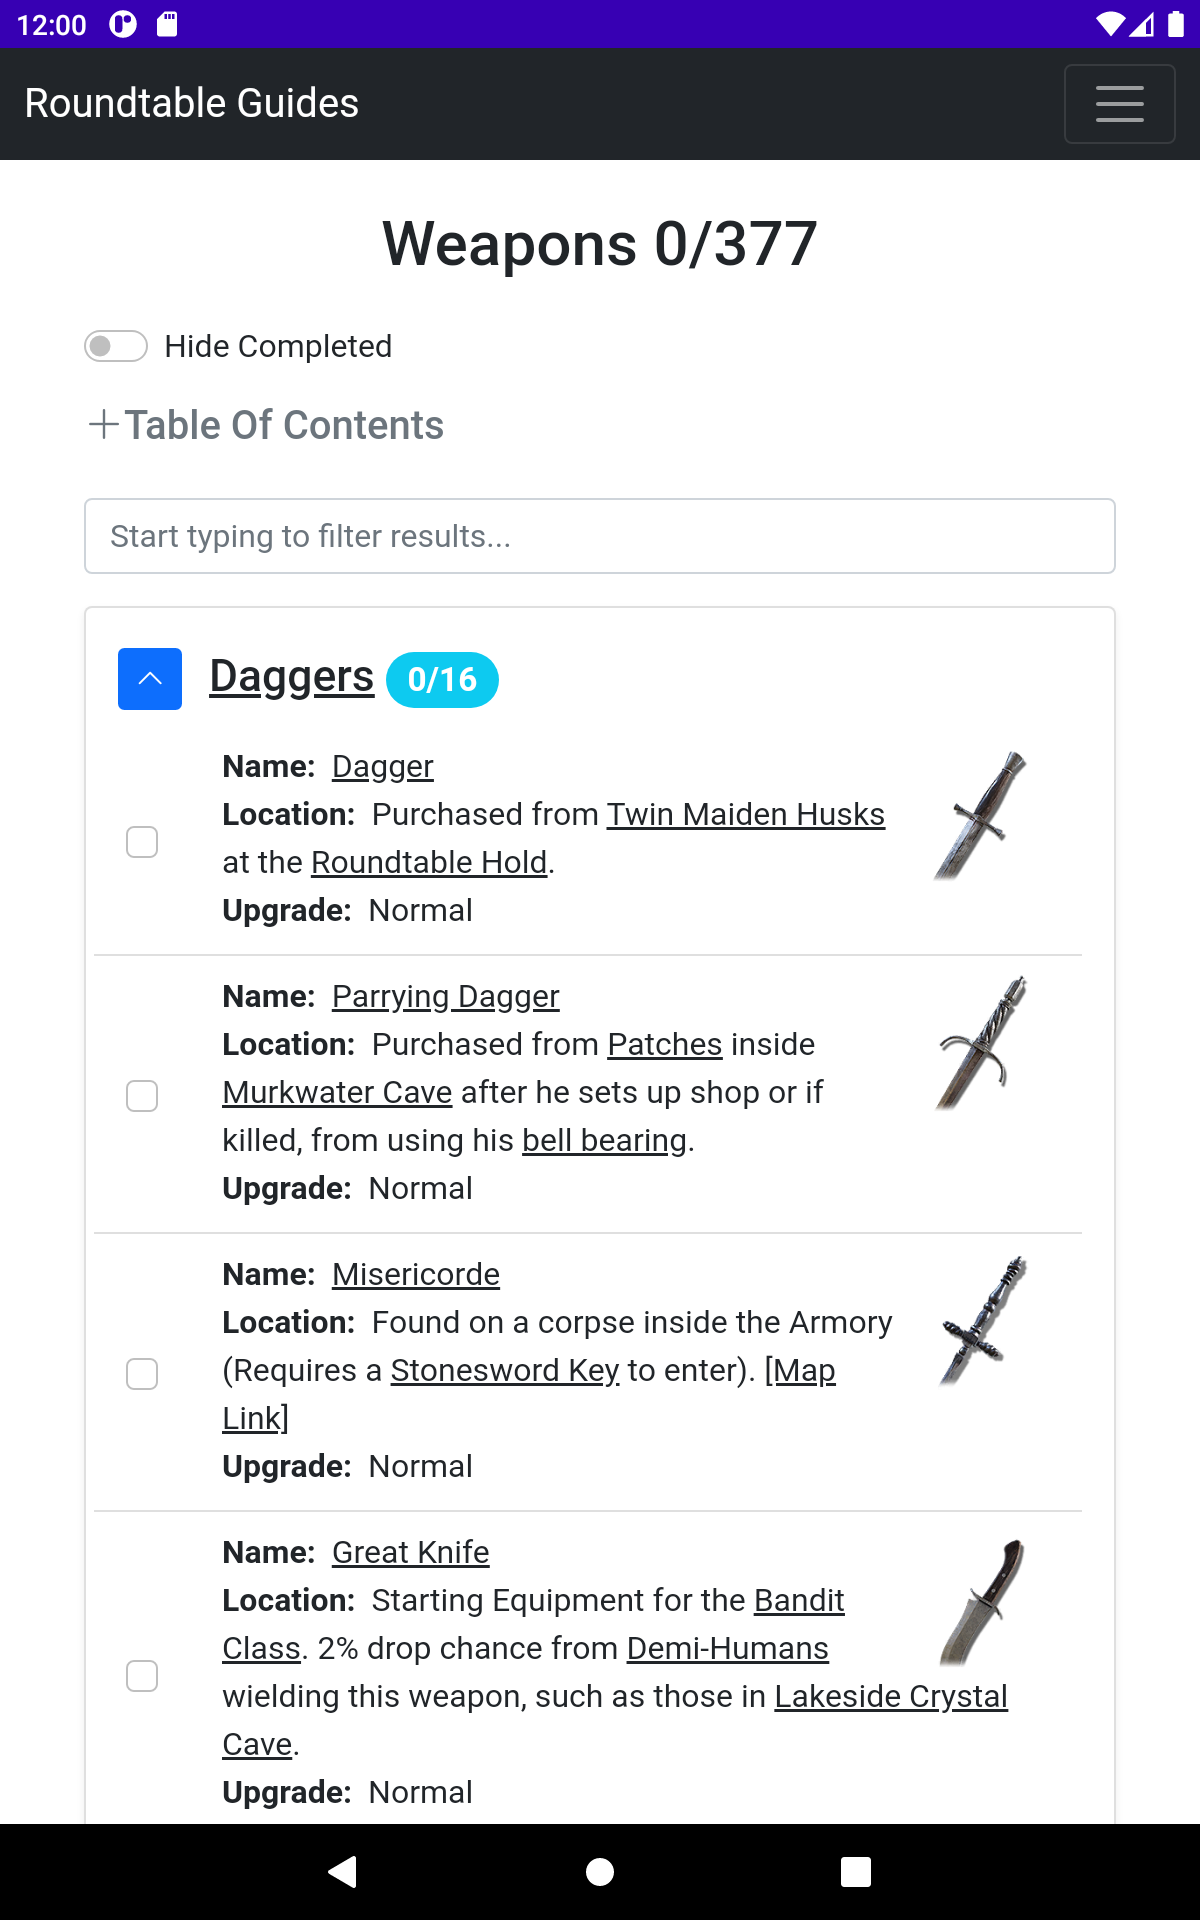 12:00
Roundtable Guides
Weapons 0/377
Hide Completed
Table Of Contents
Start typing to filter results...
Daggers 0/16
Name: Dagger
Location: Purchased from Twin Maiden Husks
at the Roundtable Hold.
Upgrade: Normal
Name: Parrying Dagger
Location: Purchased from Patches inside
Murkwater Cave after he sets up shop or if
killed, from using his bell bearing.
Upgrade: Normal
Name: Misericorde
Location: Found on a corpse inside the Armory
(Requires a Stonesword Key to enter). [Map
Link]
Upgrade: Normal
Name: Great Knife
Location: Starting Equipment for the Bandit
Class. 2% drop chance from Demi-Humans
wielding this weapon, such as those in Lakeside Crystal
Cave.
Upgrade: Normal